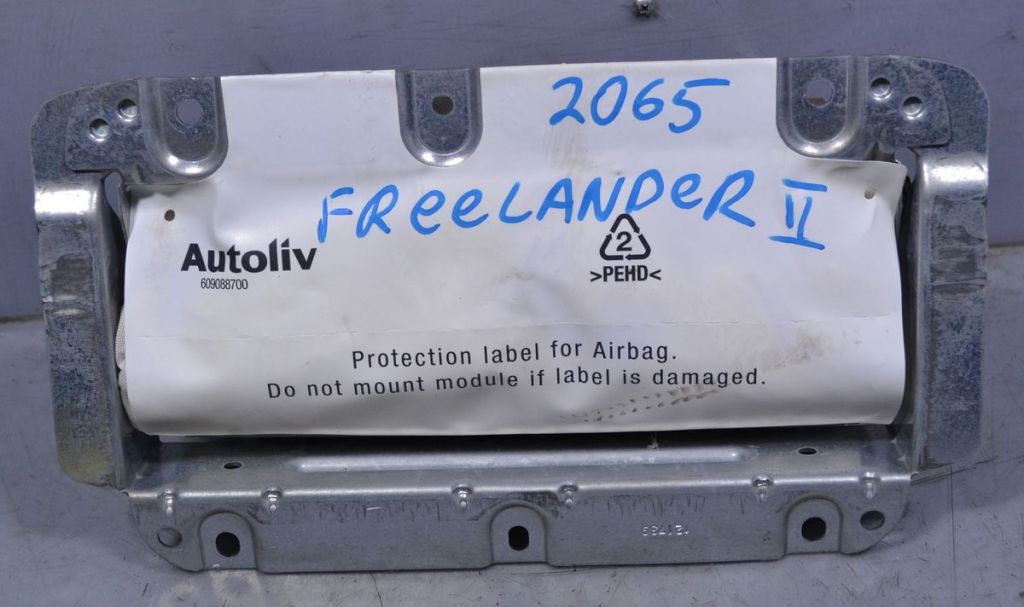 2065
FReeLANDeR II
Autoliv
609088700
2
>PEHD<
Protection label for Airbag.
Do not mount module if label is damaged.